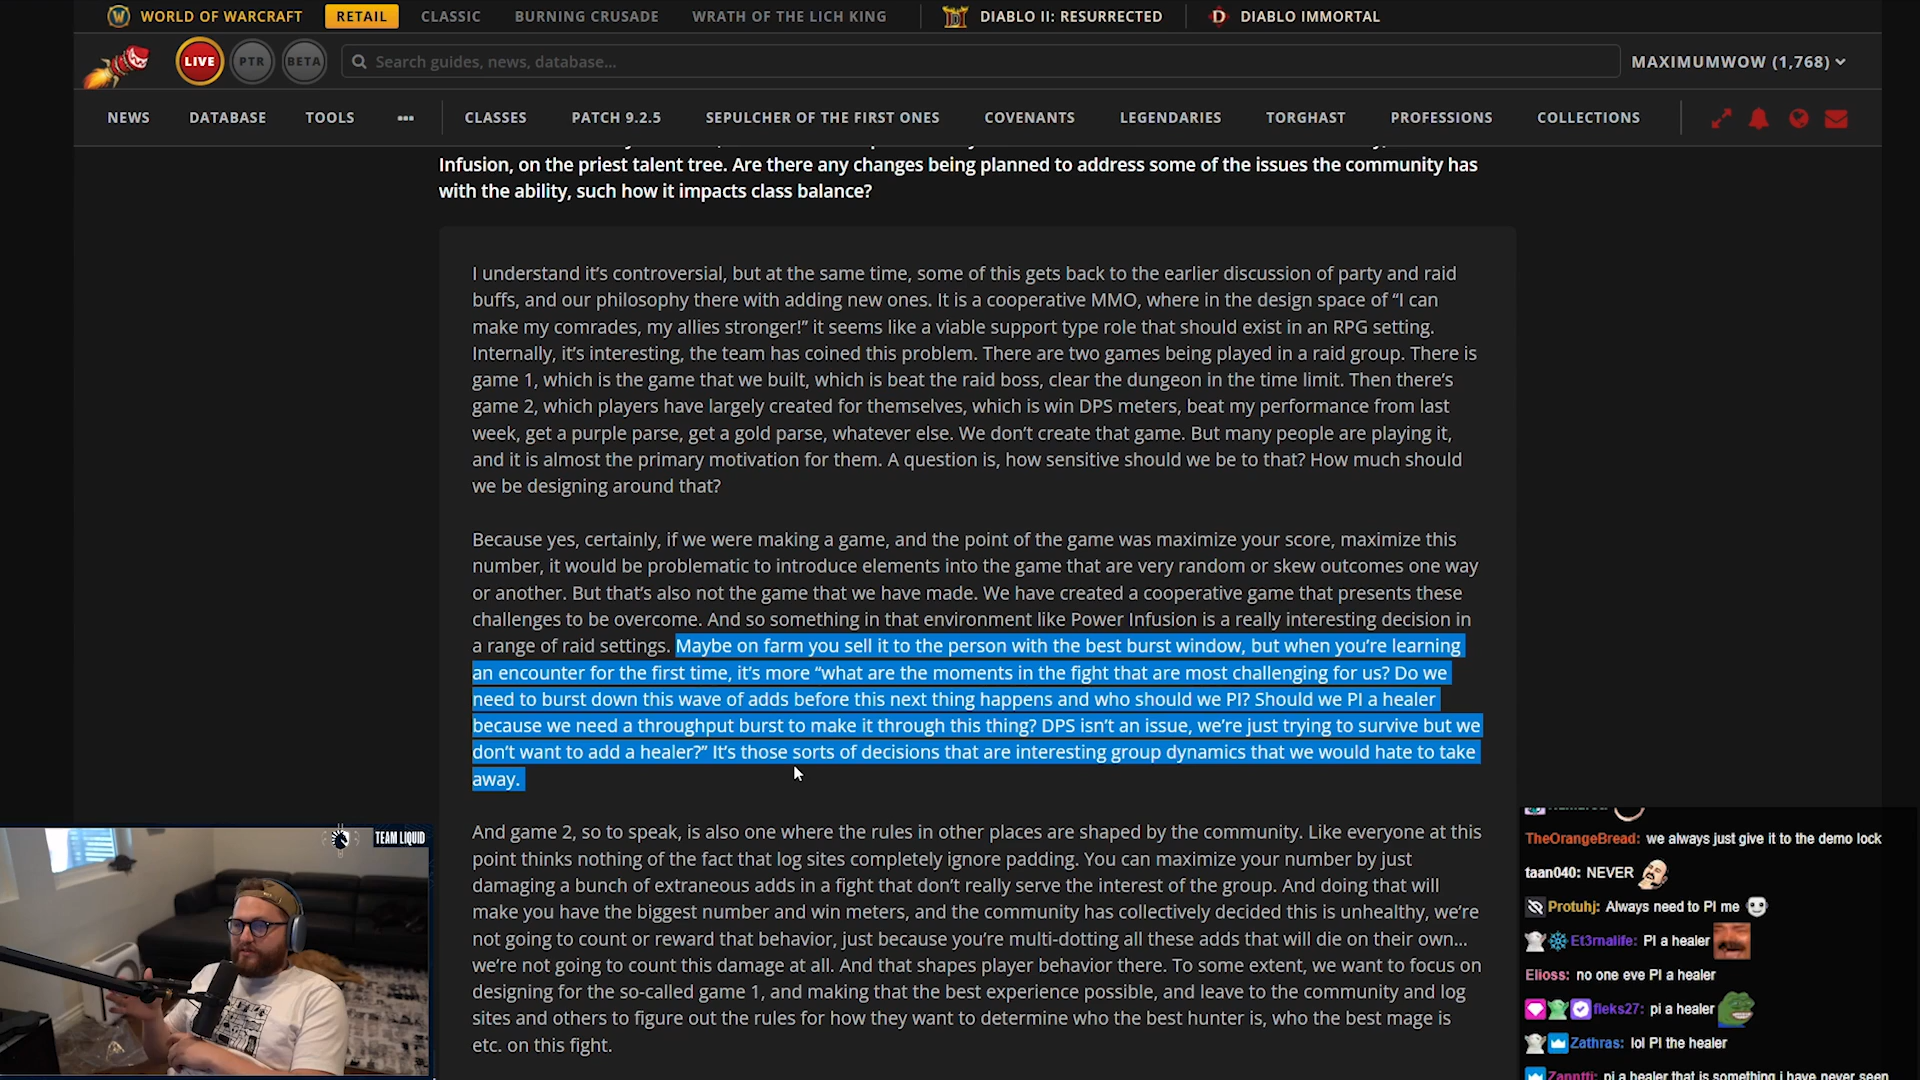 WORLD OF WARCRAFT RETAIL CLASSIC BURNING CRUSADE WRATH OF THE LICH KING DIABLO II: RESURRECTED DIABLO IMMORTAL
LIVE PTR BETA Search guides, news, database... MAXIMUMWOW (1,768)
NEWS DATABASE TOOLS ••• CLASSES PATCH 9.2.5 SEPULCHER OF THE FIRST ONES COVENANTS LEGENDARIES TORGHAST PROFESSIONS COLLECTIONS
Infusion, on the priest talent tree. Are there any changes being planned to address some of the issues the community has
with the ability, such how it impacts class balance?
I understand it’s controversial, but at the same time, some of this gets back to the earlier discussion of party and raid
buffs, and our philosophy there with adding new ones. It is a cooperative MMO, where in the design space of “I can
make my comrades, my allies stronger!” it seems like a viable support type role that should exist in an RPG setting.
Internally, it’s interesting, the team has coined this problem. There are two games being played in a raid group. There is
game 1, which is the game that we built, which is beat the raid boss, clear the dungeon in the time limit. Then there’s
game 2, which players have largely created for themselves, which is win DPS meters, beat my performance from last
week, get a purple parse, get a gold parse, whatever else. We don’t create that game. But many people are playing it,
and it is almost the primary motivation for them. A question is, how sensitive should we be to that? How much should
we be designing around that?
Because yes, certainly, if we were making a game, and the point of the game was maximize your score, maximize this
number, it would be problematic to introduce elements into the game that are very random or skew outcomes one way
or another. But that’s also not the game that we have made. We have created a cooperative game that presents these
challenges to be overcome. And so something in that environment like Power Infusion is a really interesting decision in
a range of raid settings. Maybe on farm you sell it to the person with the best burst window, but when you’re learning
an encounter for the first time, it’s more “what are the moments in the fight that are most challenging for us? Do we
need to burst down this wave of adds before this next thing happens and who should we PI? Should we PI a healer
because we need a throughput burst to make it through this thing? DPS isn’t an issue, we’re just trying to survive but we
don’t want to add a healer?” It’s those sorts of decisions that are interesting group dynamics that we would hate to take
away.
And game 2, so to speak, is also one where the rules in other places are shaped by the community. Like everyone at this
point thinks nothing of the fact that log sites completely ignore padding. You can maximize your number by just
damaging a bunch of extraneous adds in a fight that don’t really serve the interest of the group. And doing that will
make you have the biggest number and win meters, and the community has collectively decided this is unhealthy, we’re
not going to count or reward that behavior, just because you’re multi-dotting all these adds that will die on their own...
we’re not going to count this damage at all. And that shapes player behavior there. To some extent, we want to focus on
designing for the so-called game 1, and making that the best experience possible, and leave to the community and log
sites and others to figure out the rules for how they want to determine who the best hunter is, who the best mage is
etc. on this fight.
TEAM LIQUID
TheOrangeBread: we always just give it to the demo lock
taan040: NEVER
Protuhj: Always need to PI me
Et3rnalife: PI a healer
Elioss: no one eve PI a healer
fleks27: pi a healer
Zathras: lol PI the healer
Zanntti: pi a healer that is something i have never seen